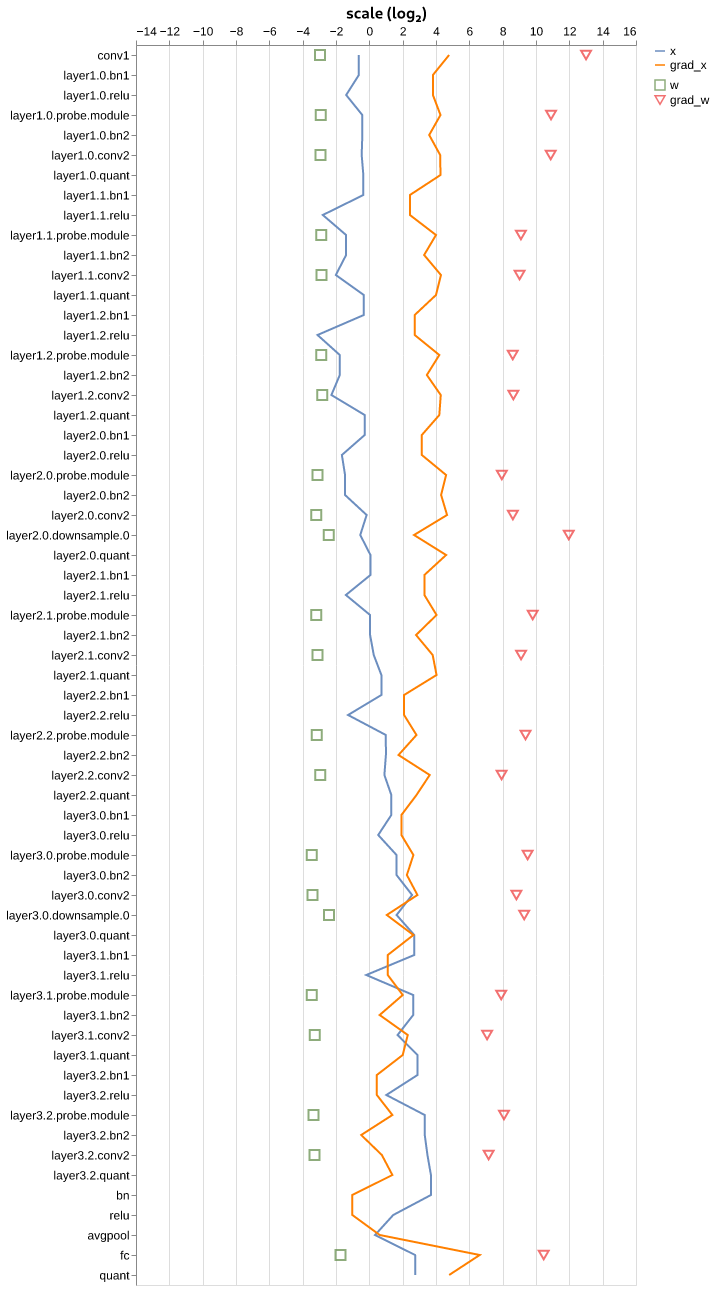 scale (log₂)
−14 −12 −10 −8 −6 −4 −2 0 2 4 6 8 10 12 14 16
x
grad_x
w
grad_w
conv1
layer1.0.bn1
layer1.0.relu
layer1.0.probe.module
layer1.0.bn2
layer1.0.conv2
layer1.0.quant
layer1.1.bn1
layer1.1.relu
layer1.1.probe.module
layer1.1.bn2
layer1.1.conv2
layer1.1.quant
layer1.2.bn1
layer1.2.relu
layer1.2.probe.module
layer1.2.bn2
layer1.2.conv2
layer1.2.quant
layer2.0.bn1
layer2.0.relu
layer2.0.probe.module
layer2.0.bn2
layer2.0.conv2
layer2.0.downsample.0
layer2.0.quant
layer2.1.bn1
layer2.1.relu
layer2.1.probe.module
layer2.1.bn2
layer2.1.conv2
layer2.1.quant
layer2.2.bn1
layer2.2.relu
layer2.2.probe.module
layer2.2.bn2
layer2.2.conv2
layer2.2.quant
layer3.0.bn1
layer3.0.relu
layer3.0.probe.module
layer3.0.bn2
layer3.0.conv2
layer3.0.downsample.0
layer3.0.quant
layer3.1.bn1
layer3.1.relu
layer3.1.probe.module
layer3.1.bn2
layer3.1.conv2
layer3.1.quant
layer3.2.bn1
layer3.2.relu
layer3.2.probe.module
layer3.2.bn2
layer3.2.conv2
layer3.2.quant
bn
relu
avgpool
fc
quant